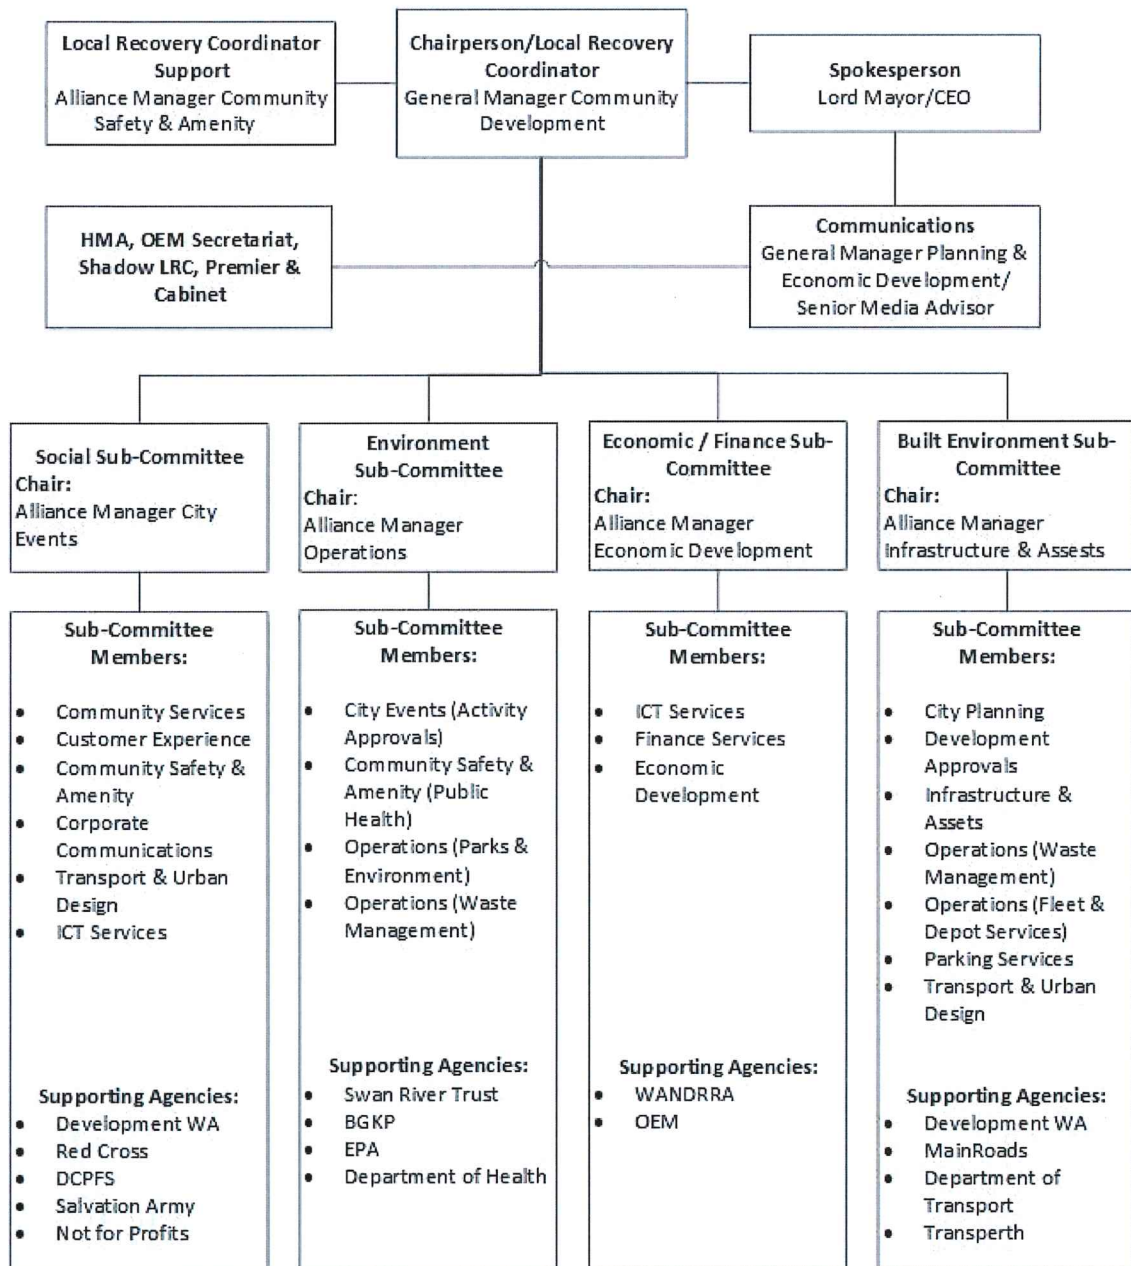 Local Recovery Coordinator
Support
Alliance Manager Community
Safety & Amenity
Chairperson/Local Recovery
Coordinator
General Manager Community
Development
Spokesperson
Lord Mayor/CEO
HMA, OEM Secretariat,
Shadow LRC, Premier &
Cabinet
Communications
General Manager Planning &
Economic Development/
Senior Media Advisor
Social Sub-Committee
Chair:
Alliance Manager City
Events
Environment
Sub-Committee
Chair:
Alliance Manager
Operations
Economic / Finance Sub-
Committee
Chair:
Alliance Manager
Economic Development
Built Environment Sub-
Committee
Chair:
Alliance Manager
Infrastructure & Assests
Sub-Committee
Members:
• Community Services
• Customer Experience
• Community Safety &
Amenity
• Corporate
Communications
• Transport & Urban
Design
• ICT Services
Supporting Agencies:
• Development WA
• Red Cross
• DCPFS
• Salvation Army
• Not for Profits
Sub-Committee
Members:
• City Events (Activity
Approvals)
• Community Safety &
Amenity (Public
Health)
• Operations (Parks &
Environment)
• Operations (Waste
Management)
Supporting Agencies:
• Swan River Trust
• BGKP
• EPA
• Department of Health
Sub-Committee
Members:
• ICT Services
• Finance Services
• Economic
Development
Supporting Agencies:
• WANDRRA
• OEM
Sub-Committee
Members:
• City Planning
• Development
Approvals
• Infrastructure &
Assets
• Operations (Waste
Management)
• Operations (Fleet &
Depot Services)
• Parking Services
• Transport & Urban
Design
Supporting Agencies:
• Development WA
• MainRoads
• Department of
Transport
• Transperth